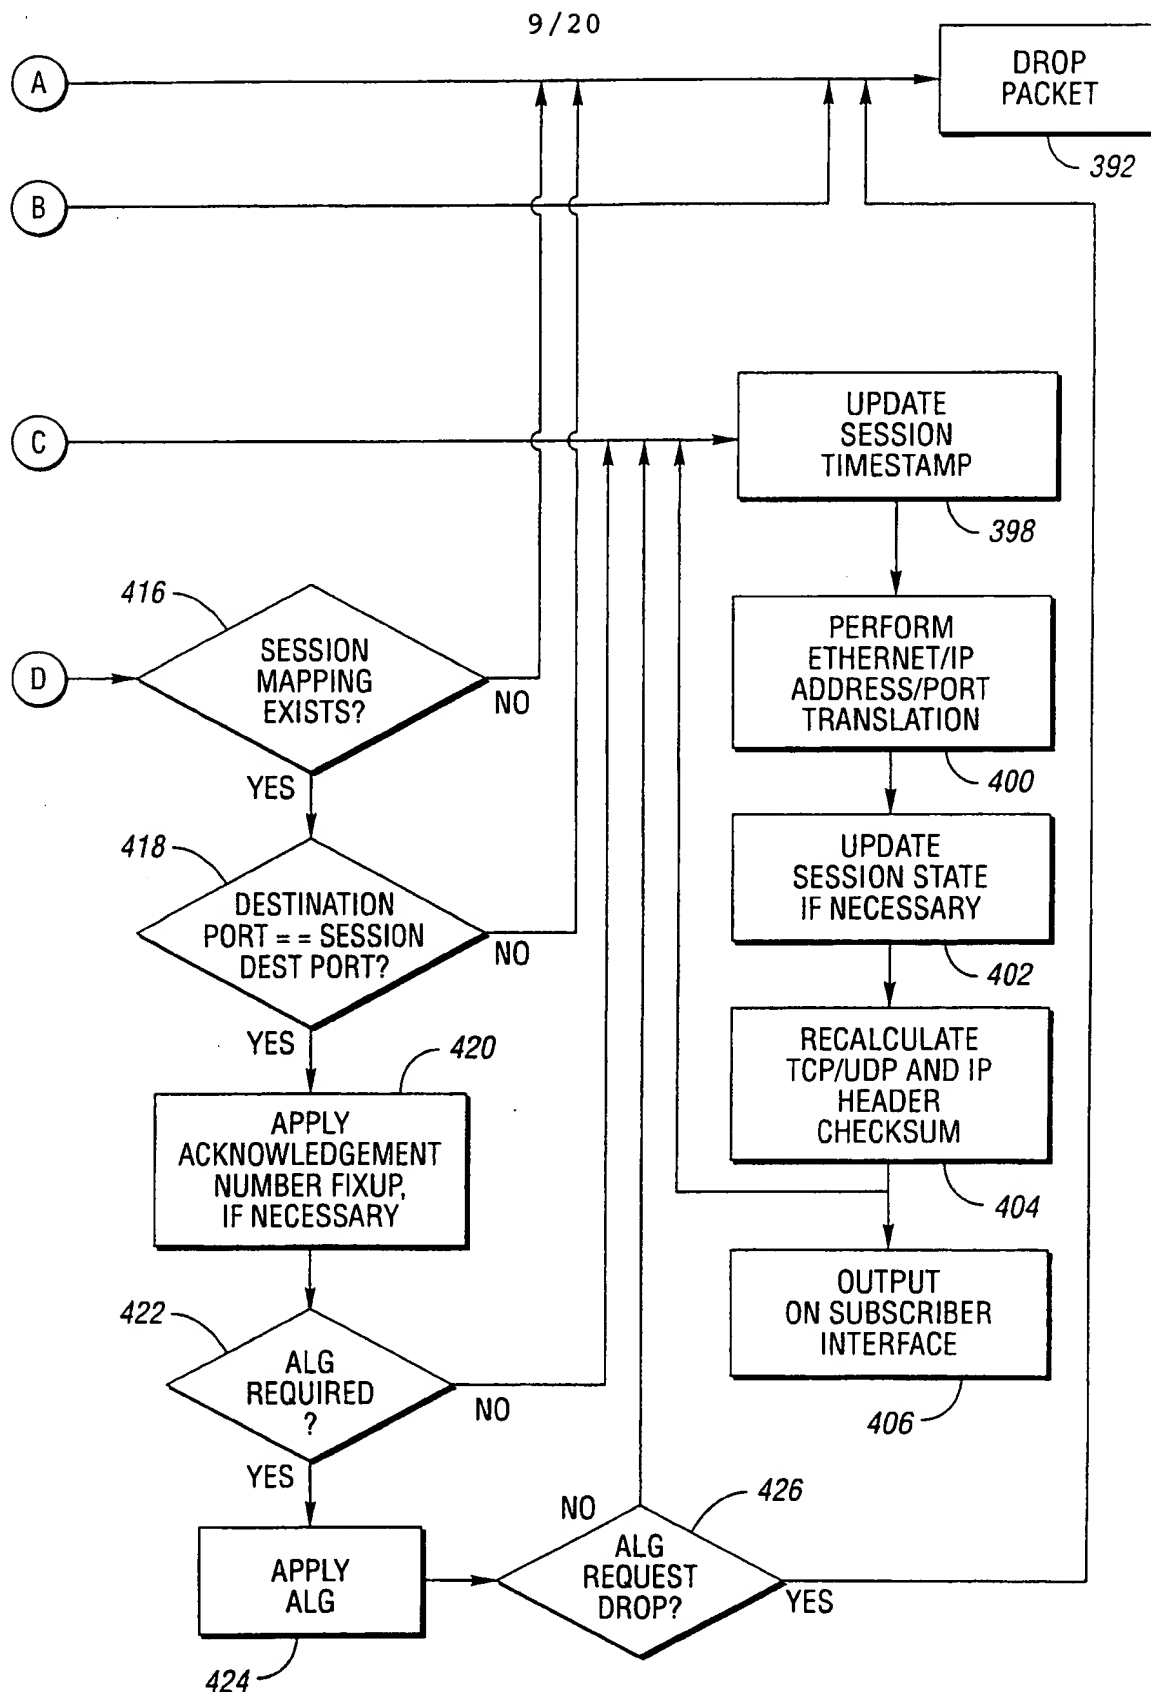 9/20
A
DROP
PACKET
392
B
C
UPDATE
SESSION
TIMESTAMP
398
416
SESSION
MAPPING
EXISTS?
D
NO
YES
PERFORM
ETHERNET/IP
ADDRESS/PORT
TRANSLATION
400
418
DESTINATION
PORT = = SESSION
DEST PORT?
NO
YES
UPDATE
SESSION STATE
IF NECESSARY
402
420
APPLY
ACKNOWLEDGEMENT
NUMBER FIXUP,
IF NECESSARY
RECALCULATE
TCP/UDP AND IP
HEADER
CHECKSUM
404
422
ALG
REQUIRED
?
NO
YES
OUTPUT
ON SUBSCRIBER
INTERFACE
406
APPLY
ALG
424
NO
426
ALG
REQUEST
DROP?
YES